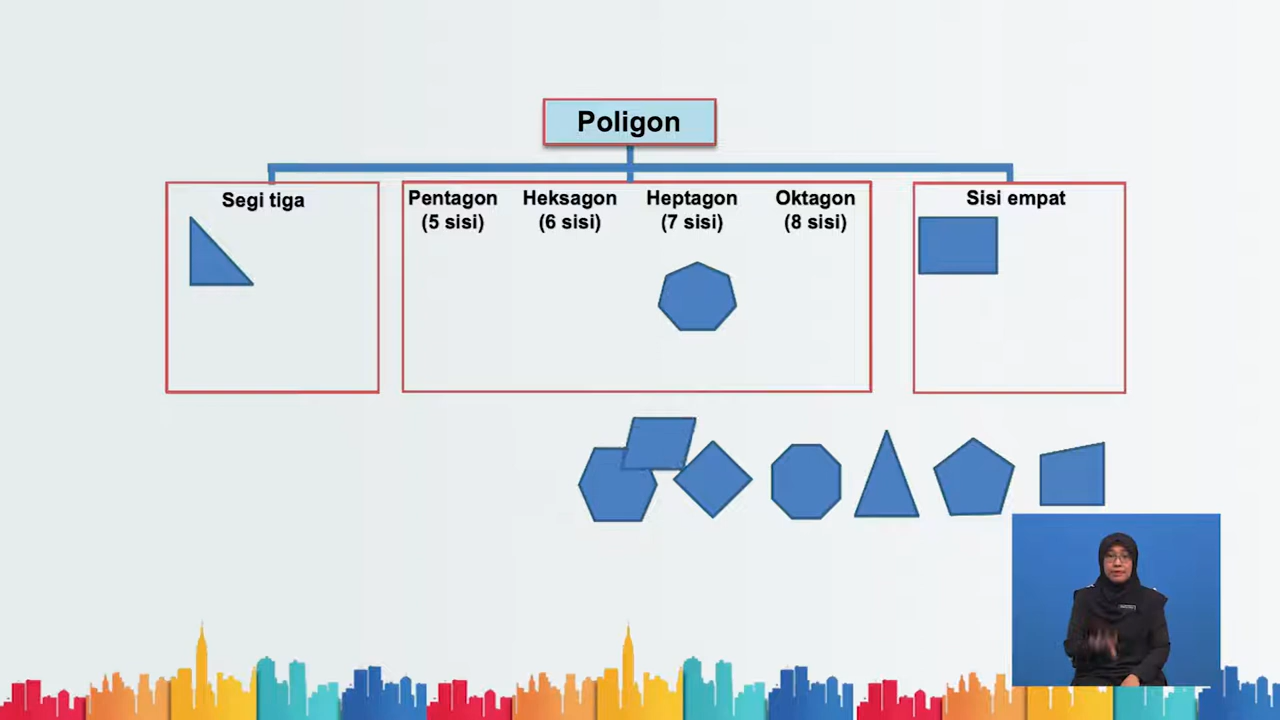 Poligon
Segi tiga
Pentagon
(5 sisi)
Heksagon
(6 sisi)
Heptagon
(7 sisi)
Oktagon
(8 sisi)
Sisi empat